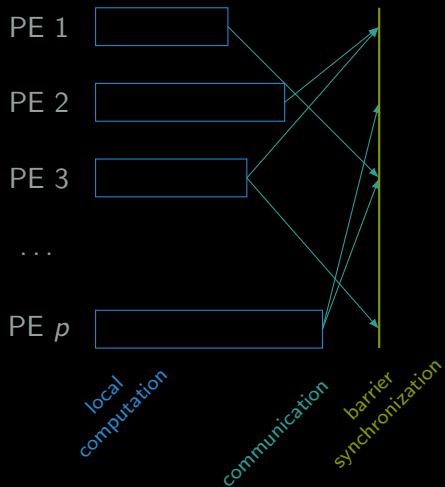 PE 1
PE 2
PE 3
...
PE p
local
computation
communication
barrier
synchronization